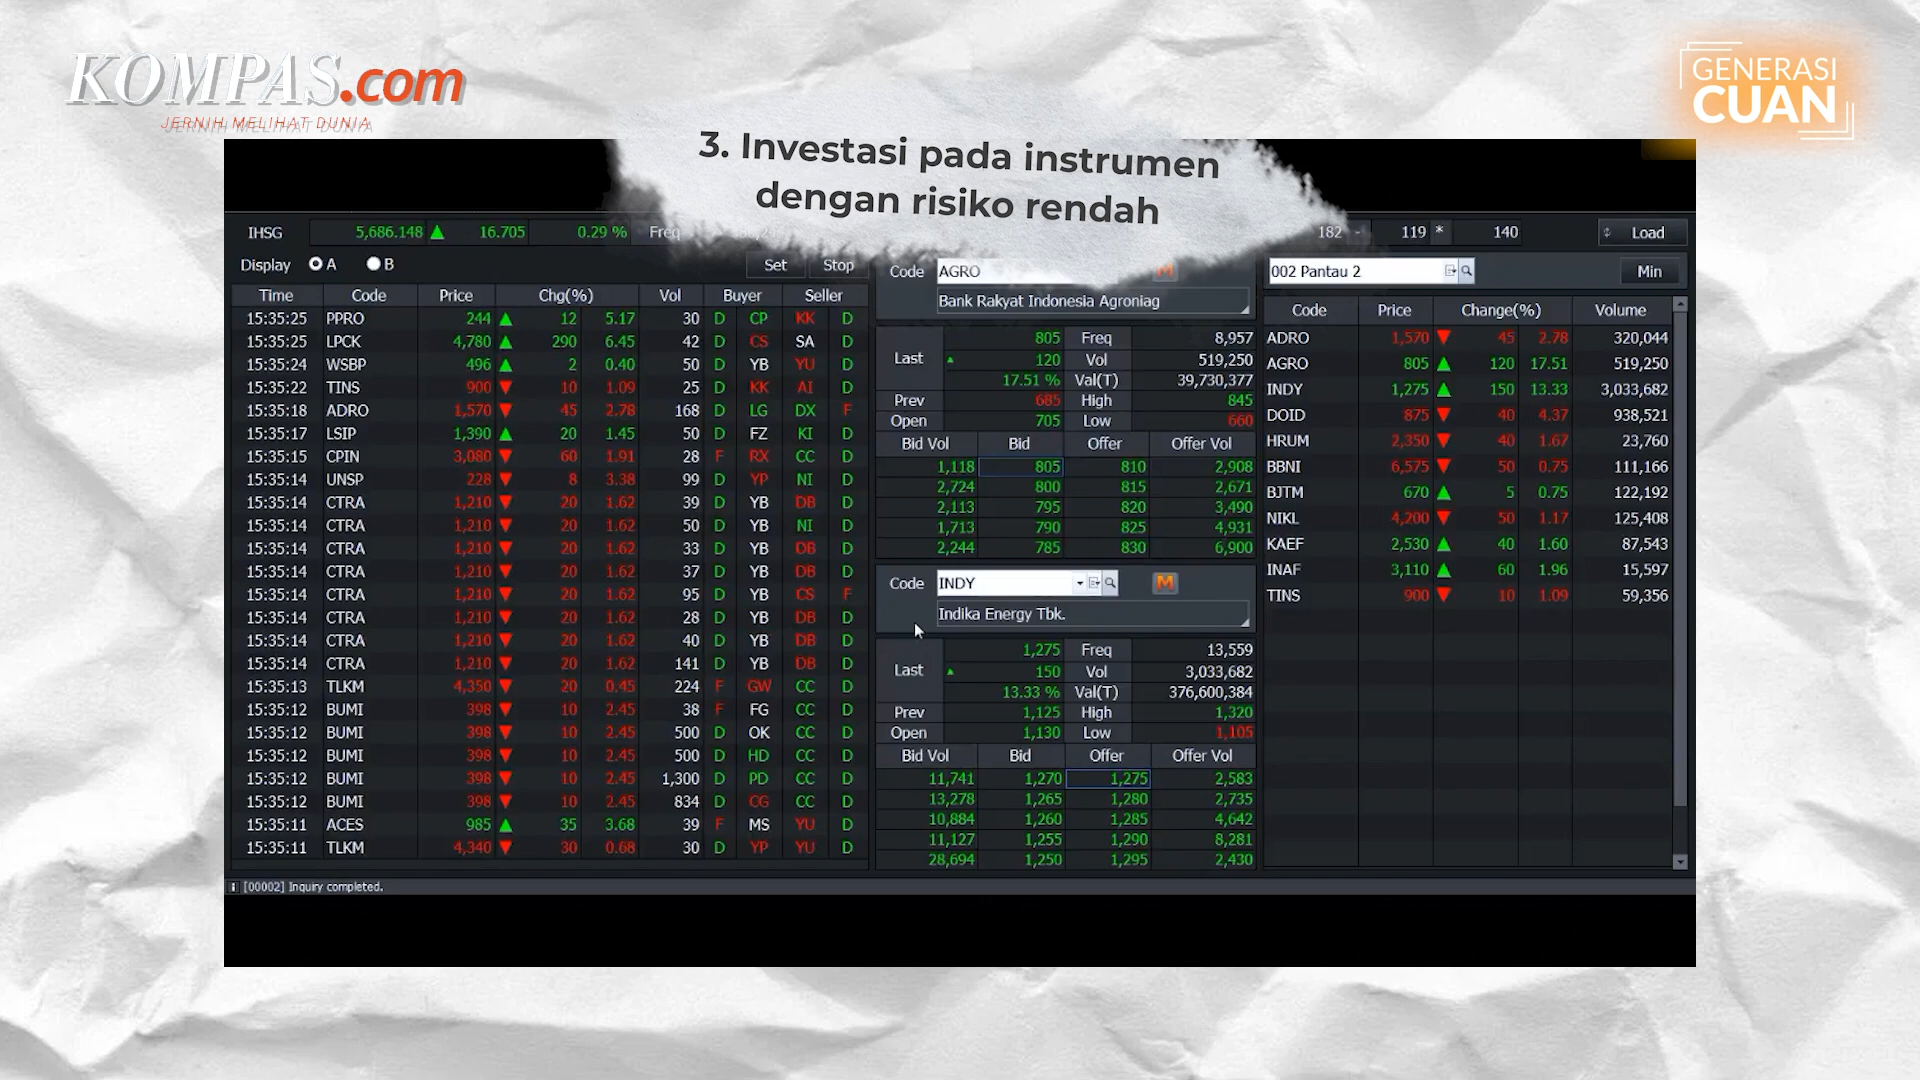 KOMPAS.com
JERNIH MELIHAT DUNIA
GENERASI
CUAN
3. Investasi pada instrumen
dengan risiko rendah
IHSG 5,686.148 ▲ 16.705 0.29 % Freq 182 - 119 * 140 Load
Display A B Set Stop
Time Code Price Chg(%) Vol Buyer Seller
15:35:25 PPRO 244 ▲ 12 5.17 30 D CP KK D
15:35:25 LPCK 4,780 ▲ 290 6.45 42 D CS SA D
15:35:24 WSBP 496 ▲ 2 0.40 50 D YB YU D
15:35:22 TINS 900 ▼ 10 1.09 25 D KK AI D
15:35:18 ADRO 1,570 ▼ 45 2.78 168 D LG DX F
15:35:17 LSIP 1,390 ▲ 20 1.45 50 D FZ KI D
15:35:15 CPIN 3,080 ▼ 60 1.91 28 F RX CC D
15:35:14 UNSP 228 ▼ 8 3.38 99 D YP NI D
15:35:14 CTRA 1,210 ▼ 20 1.62 39 D YB DB D
15:35:14 CTRA 1,210 ▼ 20 1.62 50 D YB NI D
15:35:14 CTRA 1,210 ▼ 20 1.62 33 D YB DB D
15:35:14 CTRA 1,210 ▼ 20 1.62 37 D YB DB D
15:35:14 CTRA 1,210 ▼ 20 1.62 95 D YB CS F
15:35:14 CTRA 1,210 ▼ 20 1.62 28 D YB DB D
15:35:14 CTRA 1,210 ▼ 20 1.62 40 D YB DB D
15:35:14 CTRA 1,210 ▼ 20 1.62 141 D YB DB D
15:35:13 TLKM 4,350 ▼ 20 0.45 224 F GW CC D
15:35:12 BUMI 398 ▼ 10 2.45 38 F FG CC D
15:35:12 BUMI 398 ▼ 10 2.45 500 D OK CC D
15:35:12 BUMI 398 ▼ 10 2.45 500 D HD CC D
15:35:12 BUMI 398 ▼ 10 2.45 1,300 D PD CC D
15:35:12 BUMI 398 ▼ 10 2.45 834 D CG CC D
15:35:11 ACES 985 ▲ 35 3.68 39 F MS YU D
15:35:11 TLKM 4,340 ▼ 30 0.68 30 D YP YU D
[00002] Inquiry completed.
Code AGRO M
Bank Rakyat Indonesia Agroniag
805 Freq 8,957
Last ▲ 120 Vol 519,250
17.51 % Val(T) 39,730,377
Prev 685 High 845
Open 705 Low 660
Bid Vol Bid Offer Offer Vol
1,118 805 810 2,908
2,724 800 815 2,671
2,113 795 820 3,490
1,713 790 825 4,931
2,244 785 830 6,900
Code INDY M
Indika Energy Tbk.
1,275 Freq 13,559
Last ▲ 150 Vol 3,033,682
13.33 % Val(T) 376,600,384
Prev 1,125 High 1,320
Open 1,130 Low 1,105
Bid Vol Bid Offer Offer Vol
11,741 1,270 1,275 2,583
13,278 1,265 1,280 2,735
10,884 1,260 1,285 4,642
11,127 1,255 1,290 8,281
28,694 1,250 1,295 2,430
002 Pantau 2 Min
Code Price Change(%) Volume
ADRO 1,570 ▼ 45 2.78 320,044
AGRO 805 ▲ 120 17.51 519,250
INDY 1,275 ▲ 150 13.33 3,033,682
DOID 875 ▼ 40 4.37 938,521
HRUM 2,350 ▼ 40 1.67 23,760
BBNI 6,575 ▼ 50 0.75 111,166
BJTM 670 ▲ 5 0.75 122,192
NIKL 4,200 ▼ 50 1.17 125,408
KAEF 2,530 ▲ 40 1.60 87,543
INAF 3,110 ▲ 60 1.96 15,597
TINS 900 ▼ 10 1.09 59,356